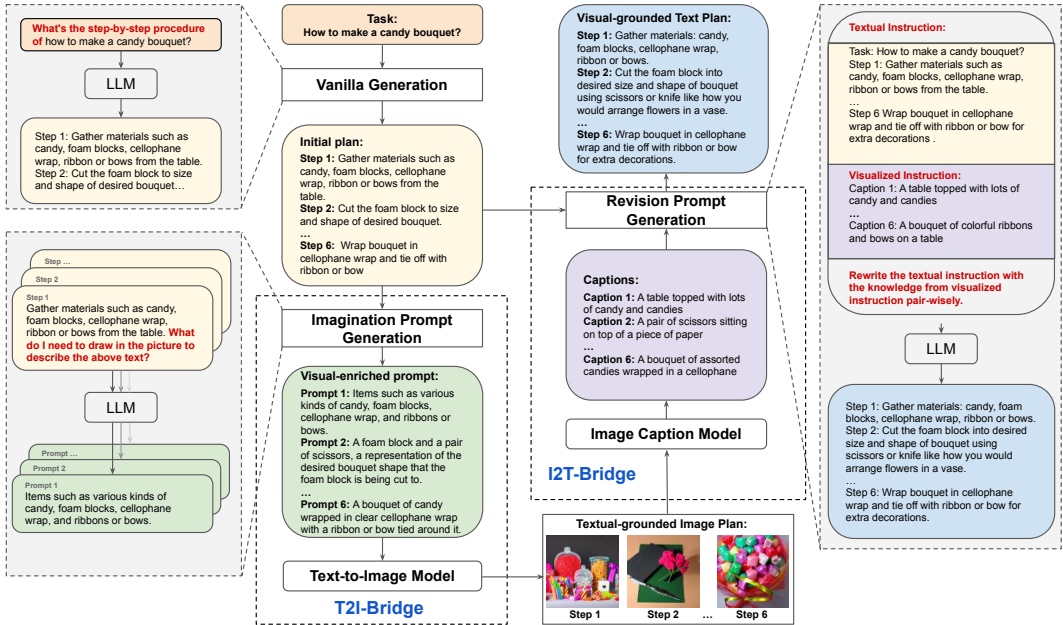 What's the step-by-step procedure
of how to make a candy bouquet?
LLM
Step 1: Gather materials such as
candy, foam blocks, cellophane
wrap, ribbon or bows from the table.
Step 2: Cut the foam block to size
and shape of desired bouquet…
Step …
Step 2
Step 1
Gather materials such as candy,
foam blocks, cellophane wrap,
ribbon or bows from the table. What
do I need to draw in the picture to
describe the above text?
LLM
Prompt …
Prompt 2
Prompt 1
Items such as various kinds of
candy, foam blocks, cellophane
wrap, and ribbons or bows.
Task:
How to make a candy bouquet?
Vanilla Generation
Initial plan:
Step 1: Gather materials such as
candy, foam blocks, cellophane
wrap, ribbon or bows from the
table.
Step 2: Cut the foam block to size
and shape of desired bouquet.
…
Step 6: Wrap bouquet in
cellophane wrap and tie off with
ribbon or bow
Imagination Prompt
Generation
Visual-enriched prompt:
Prompt 1: Items such as various
kinds of candy, foam blocks,
cellophane wrap, and ribbons or
bows.
Prompt 2: A foam block and a pair
of scissors, a representation of the
desired bouquet shape that the
foam block is being cut to.
…
Prompt 6: A bouquet of candy
wrapped in clear cellophane wrap
with a ribbon or bow tied around it.
Text-to-Image Model
T2I-Bridge
Visual-grounded Text Plan:
Step 1: Gather materials: candy,
foam blocks, cellophane wrap,
ribbon or bows.
Step 2: Cut the foam block into
desired size and shape of bouquet
using scissors or knife like how you
would arrange flowers in a vase.
…
Step 6: Wrap bouquet in cellophane
wrap and tie off with ribbon or bow for
extra decorations.
Revision Prompt
Generation
Captions:
Caption 1: A table topped with lots
of candy and candies
Caption 2: A pair of scissors sitting
on top of a piece of paper
…
Caption 6: A bouquet of assorted
candies wrapped in a cellophane
Image Caption Model
I2T-Bridge
Textual-grounded Image Plan:
Step 1 Step 2 … Step 6
Textual Instruction:
Task: How to make a candy bouquet?
Step 1: Gather materials such as
candy, foam blocks, cellophane wrap,
ribbon or bows from the table.
…
Step 6 Wrap bouquet in cellophane
wrap and tie off with ribbon or bow for
extra decorations .
Visualized Instruction:
Caption 1: A table topped with lots of
candy and candies
…
Caption 6: A bouquet of colorful ribbons
and bows on a table
Rewrite the textual instruction with
the knowledge from visualized
instruction pair-wisely.
LLM
Step 1: Gather materials: candy, foam
blocks, cellophane wrap, ribbon or bows.
Step 2: Cut the foam block into desired
size and shape of bouquet using
scissors or knife like how you would
arrange flowers in a vase.
…
Step 6: Wrap bouquet in cellophane
wrap and tie off with ribbon or bow for
extra decorations.